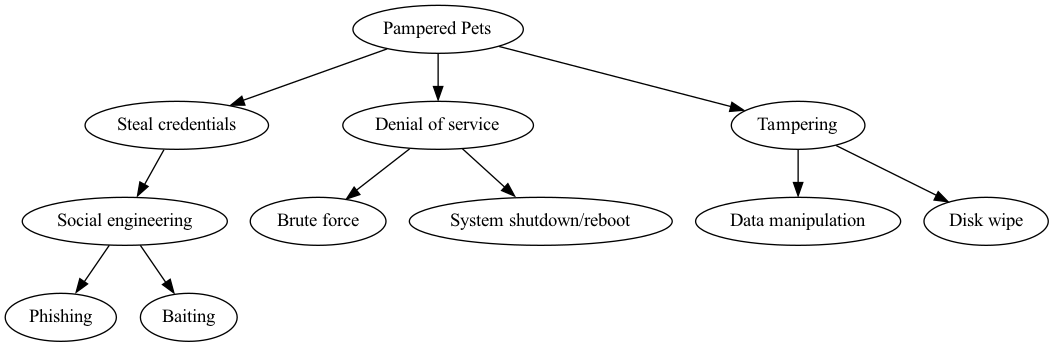 Pampered Pets
Steal credentials
Denial of service
Tampering
Social engineering
Brute force
System shutdown/reboot
Data manipulation
Disk wipe
Phishing
Baiting